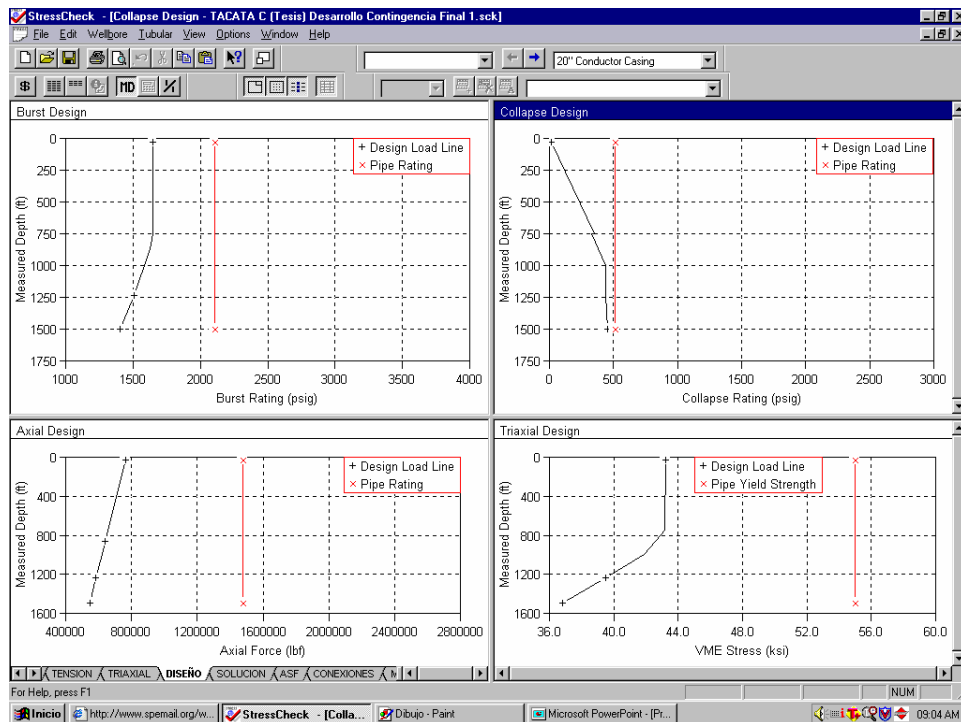 StressCheck - [Collapse Design - TACATA C (Tesis) Desarrollo Contingencia Final 1.sck]
File Edit Wellbore Tubular View Options Window Help
20" Conductor Casing
MD
Burst Design
Design Load Line
Pipe Rating
Measured Depth (ft)
0
250
500
750
1000
1250
1500
1750
1000 1500 2000 2500 3000 3500 4000
Burst Rating (psig)
Collapse Design
Design Load Line
Pipe Rating
Measured Depth (ft)
0
250
500
750
1000
1250
1500
1750
0 500 1000 1500 2000 2500 3000
Collapse Rating (psig)
Axial Design
Design Load Line
Pipe Rating
Measured Depth (ft)
0
400
800
1200
1600
400000 800000 1200000 1600000 2000000 2400000 2800000
Axial Force (lbf)
Triaxial Design
Design Load Line
Pipe Yield Strength
Measured Depth (ft)
0
400
800
1200
1600
36.0 40.0 44.0 48.0 52.0 56.0 60.0
VME Stress (ksi)
TENSION TRIAXIAL DISEÑO SOLUCION ASF CONEXIONES
For Help, press F1
NUM
Inicio http://www.spemail.org/w... StressCheck - [Colla... Dibujo - Paint Microsoft PowerPoint - [Pr... 09:04 AM